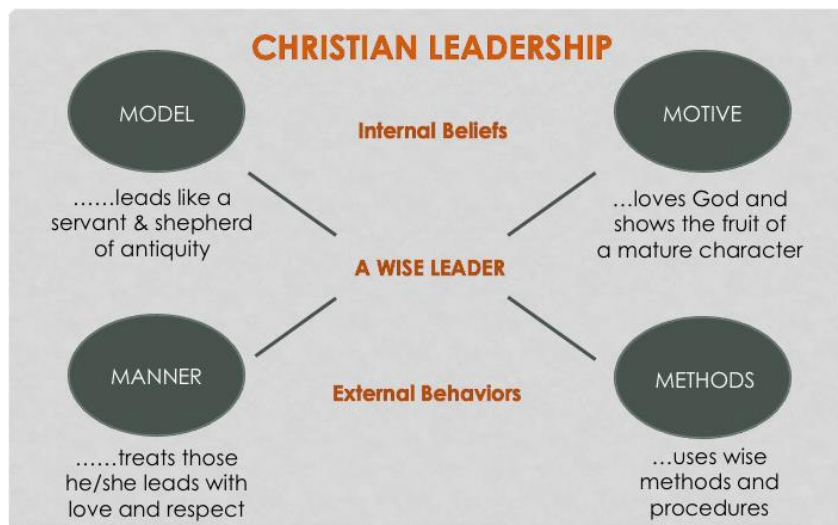 CHRISTIAN LEADERSHIP
MODEL
Internal Beliefs
MOTIVE
......leads like a
servant & shepherd
of antiquity
...loves God and
shows the fruit of
a mature character
A WISE LEADER
MANNER
External Behaviors
METHODS
......treats those
he/she leads with
love and respect
...uses wise
methods and
procedures